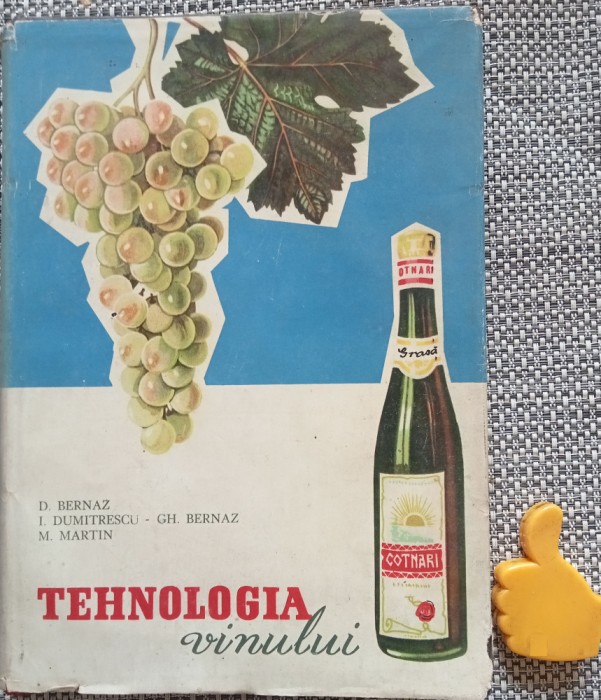 COTNARI
Grasă
D. BERNAZ
I. DUMITRESCU - GH. BERNAZ
M. MARTIN
COTNARI
TEHNOLOGIA
vinului